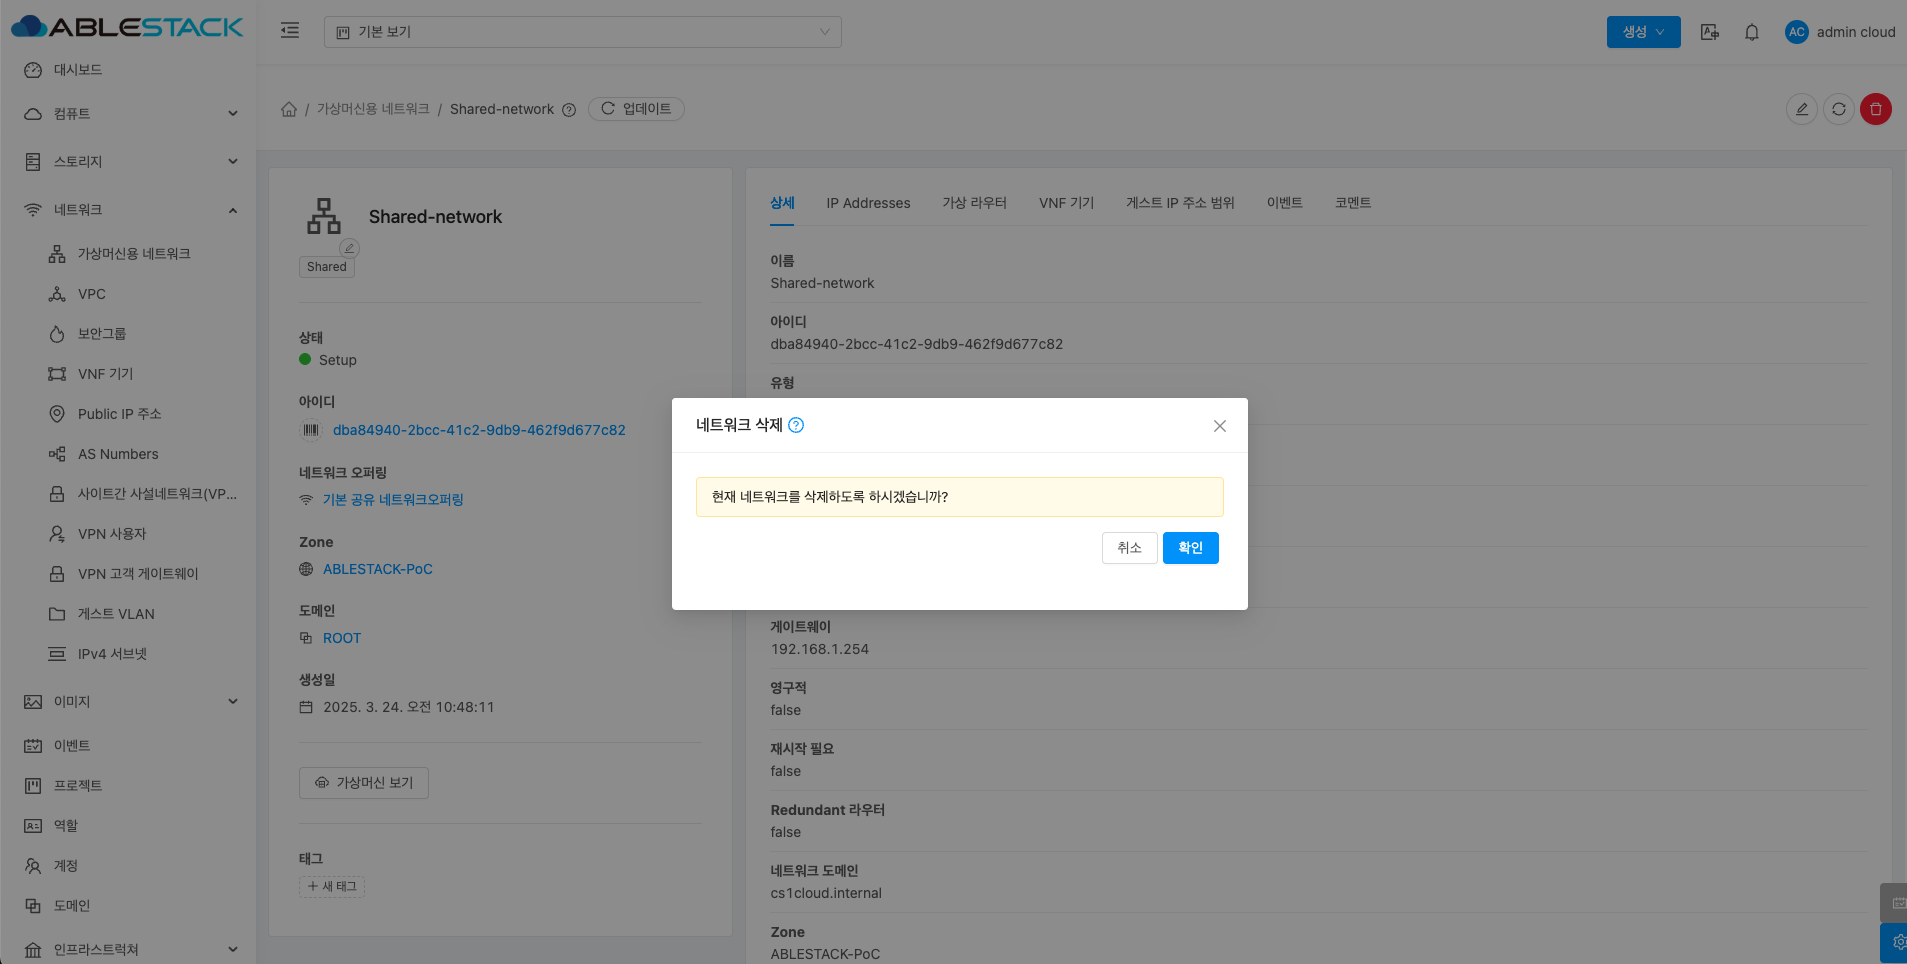 ABLESTACK
기본 보기
생성
AC
admin cloud
대시보드
컴퓨트
스토리지
네트워크
가상머신용 네트워크
VPC
보안그룹
VNF 기기
Public IP 주소
AS Numbers
사이트간 사설네트워크(VP...
VPN 사용자
VPN 고객 게이트웨이
게스트 VLAN
IPv4 서브넷
이미지
이벤트
프로젝트
역할
계정
도메인
인프라스트럭쳐
/ 가상머신용 네트워크 / Shared-network
업데이트
Shared-network
Shared
상태
Setup
아이디
dba84940-2bcc-41c2-9db9-462f9d677c82
네트워크 오퍼링
기본 공유 네트워크오퍼링
Zone
ABLESTACK-PoC
도메인
ROOT
생성일
2025. 3. 24. 오전 10:48:11
가상머신 보기
태그
+ 새 태그
상세
IP Addresses
가상 라우터
VNF 기기
게스트 IP 주소 범위
이벤트
코멘트
이름
Shared-network
아이디
dba84940-2bcc-41c2-9db9-462f9d677c82
유형
네트워크 삭제
현재 네트워크를 삭제하도록 하시겠습니까?
취소
확인
게이트웨이
192.168.1.254
영구적
false
재시작 필요
false
Redundant 라우터
false
네트워크 도메인
cs1cloud.internal
Zone
ABLESTACK-PoC